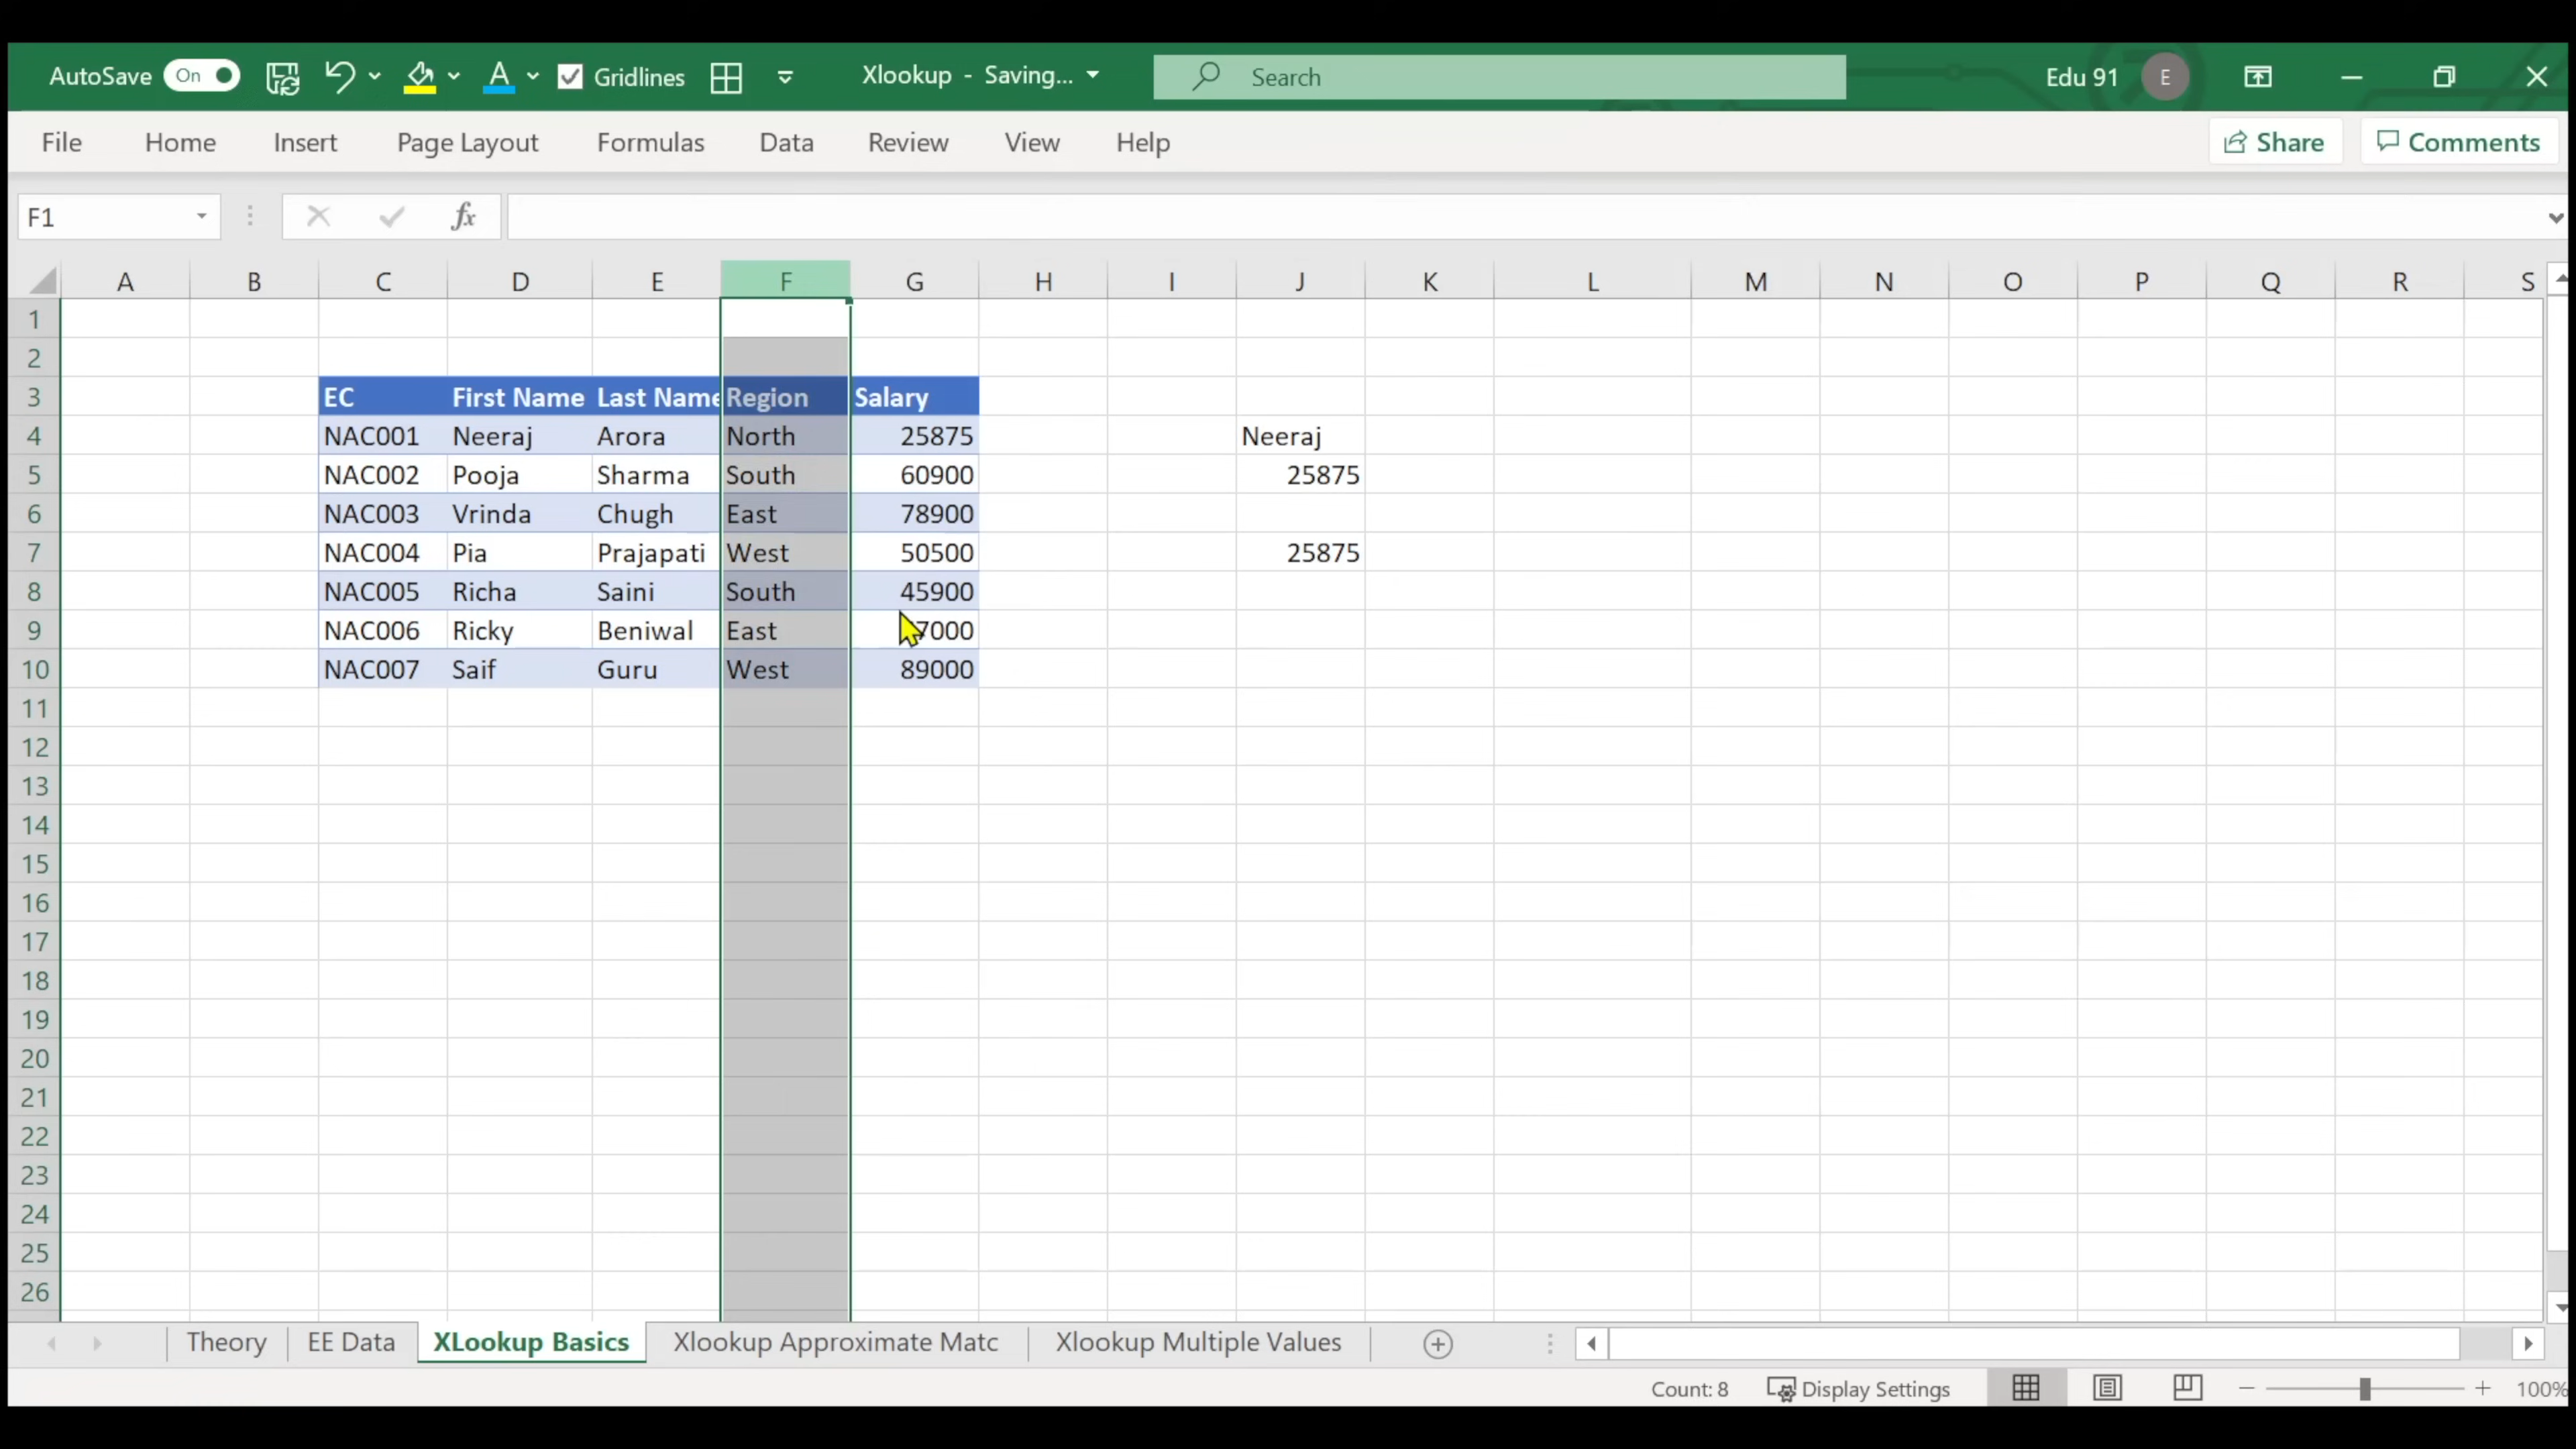 AutoSave On Gridlines Xlookup - Saving... Search Edu 91 E
File Home Insert Page Layout Formulas Data Review View Help Share Comments
F1 fx
A B C D E F G H I J K L M N O P Q R S
1
2
3 EC First Name Last Name Region Salary
4 NAC001 Neeraj Arora North 25875 Neeraj
5 NAC002 Pooja Sharma South 60900 25875
6 NAC003 Vrinda Chugh East 78900
7 NAC004 Pia Prajapati West 50500 25875
8 NAC005 Richa Saini South 45900
9 NAC006 Ricky Beniwal East
10 NAC007 Saif Guru West 89000
11
12
13
14
15
16
17
18
19
20
21
22
23
24
25
26
Theory EE Data XLookup Basics Xlookup Approximate Matc Xlookup Multiple Values
Count: 8 Display Settings 100%